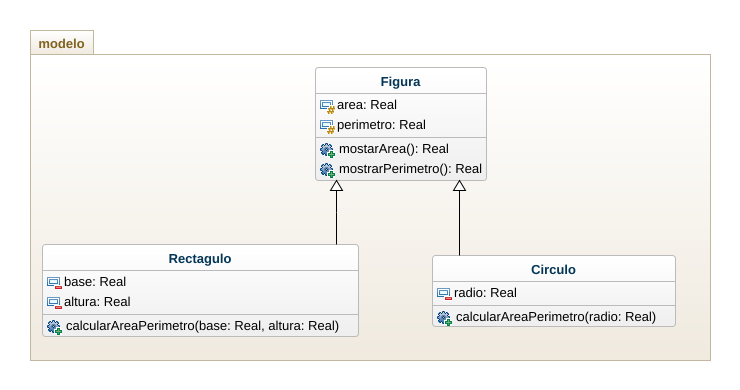 modelo
Figura
area: Real
perimetro: Real
mostarArea(): Real
mostrarPerimetro(): Real
Rectagulo
base: Real
altura: Real
calcularAreaPerimetro(base: Real, altura: Real)
Circulo
radio: Real
calcularAreaPerimetro(radio: Real)